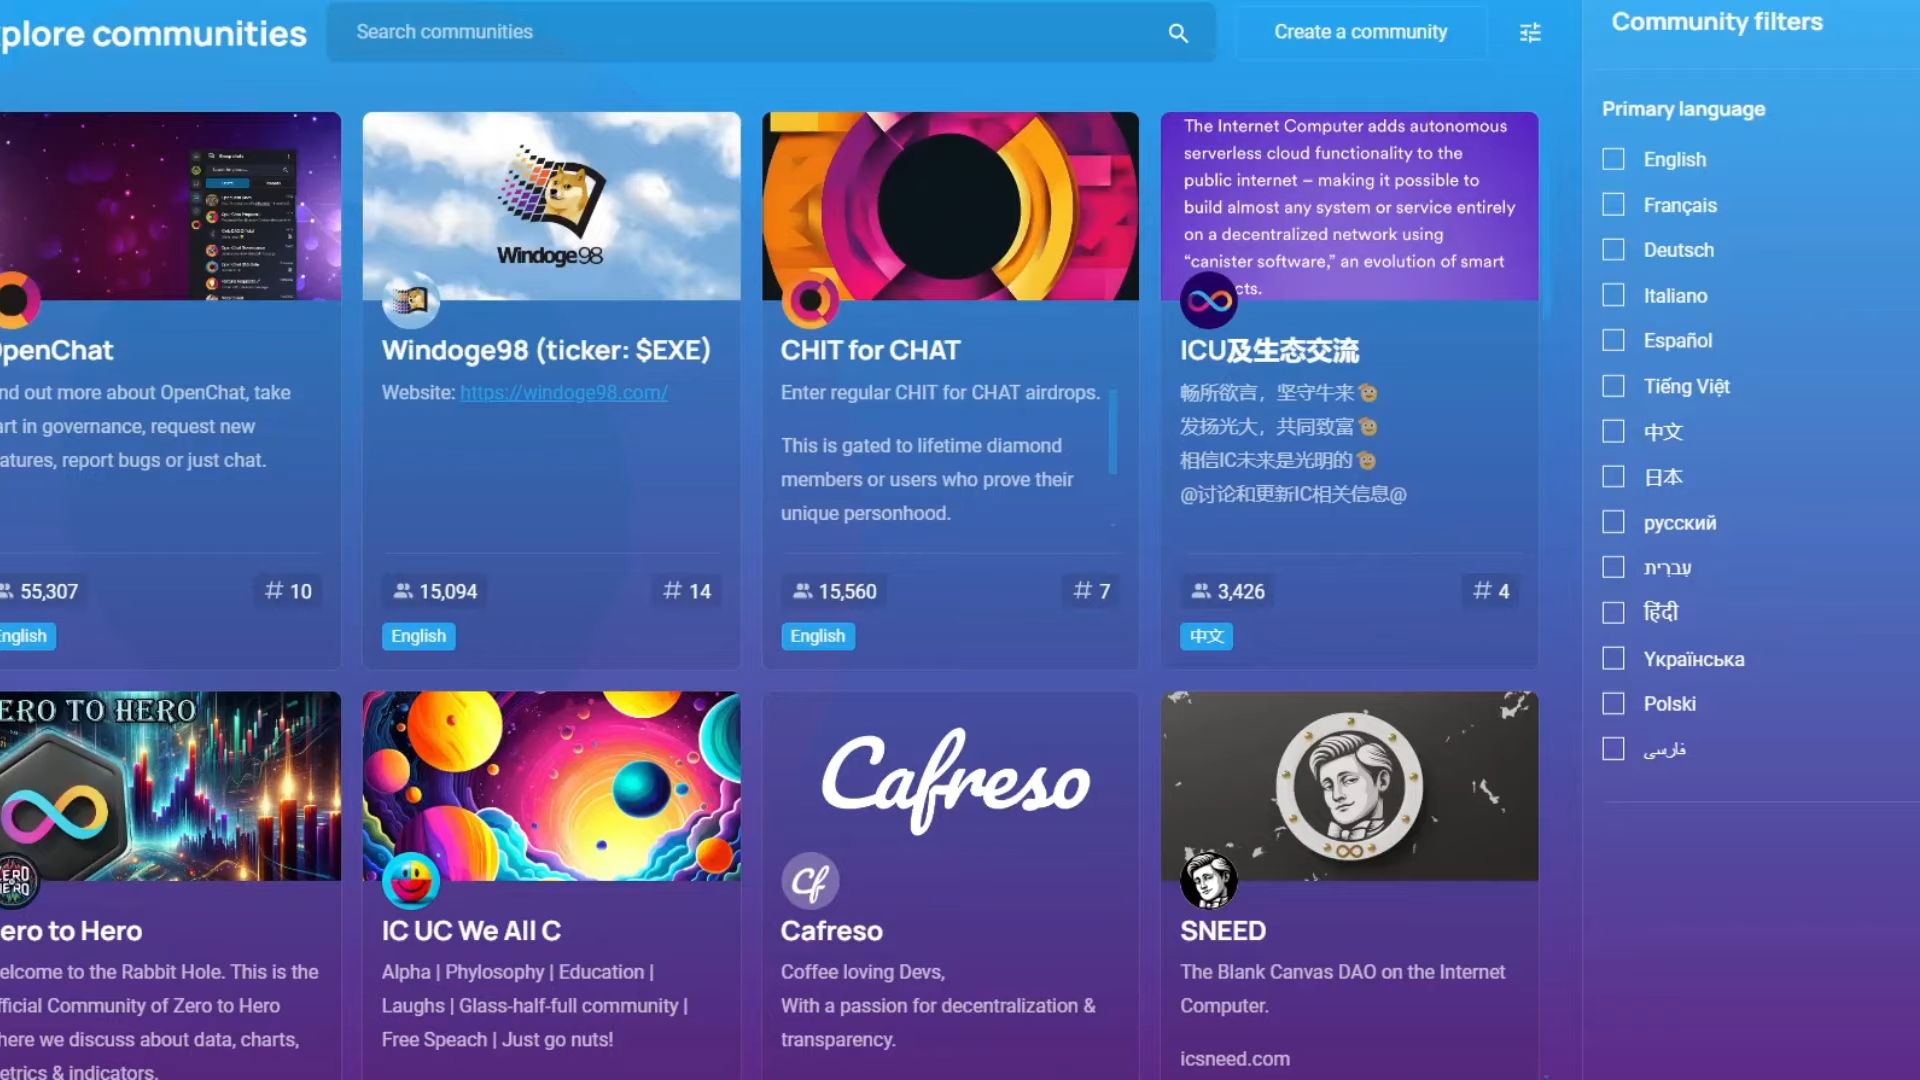 plore communities
Search communities
Create a community
Community filters
Primary language
English
Français
Deutsch
Italiano
Español
Tiếng Việt
中文
日本
русский
עִברִית
हिंदी
Українська
Polski
فارسی
Windoge98
The Internet Computer adds autonomous
serverless cloud functionality to the
public internet – making it possible to
build almost any system or service entirely
on a decentralized network using
“canister software,” an evolution of smart
cts.
OpenChat
nd out more about OpenChat, take
art in governance, request new
atures, report bugs or just chat.
55,307
# 10
English
Windoge98 (ticker: $EXE)
Website: https://windoge98.com/
15,094
# 14
English
CHIT for CHAT
Enter regular CHIT for CHAT airdrops.
This is gated to lifetime diamond
members or users who prove their
unique personhood.
15,560
# 7
English
ICU及生态交流
畅所欲言，坚守牛来
发扬光大，共同致富
相信IC未来是光明的
@讨论和更新IC相关信息@
3,426
# 4
中文
ERO TO HERO
ZERO
HERO
ero to Hero
elcome to the Rabbit Hole. This is the
fficial Community of Zero to Hero
here we discuss about data, charts,
etrics & indicators.
IC UC We All C
Alpha | Phylosophy | Education |
Laughs | Glass-half-full community |
Free Speach | Just go nuts!
Cafreso
Cf
Cafreso
Coffee loving Devs,
With a passion for decentralization &
transparency.
SNEED
The Blank Canvas DAO on the Internet
Computer.
icsneed.com